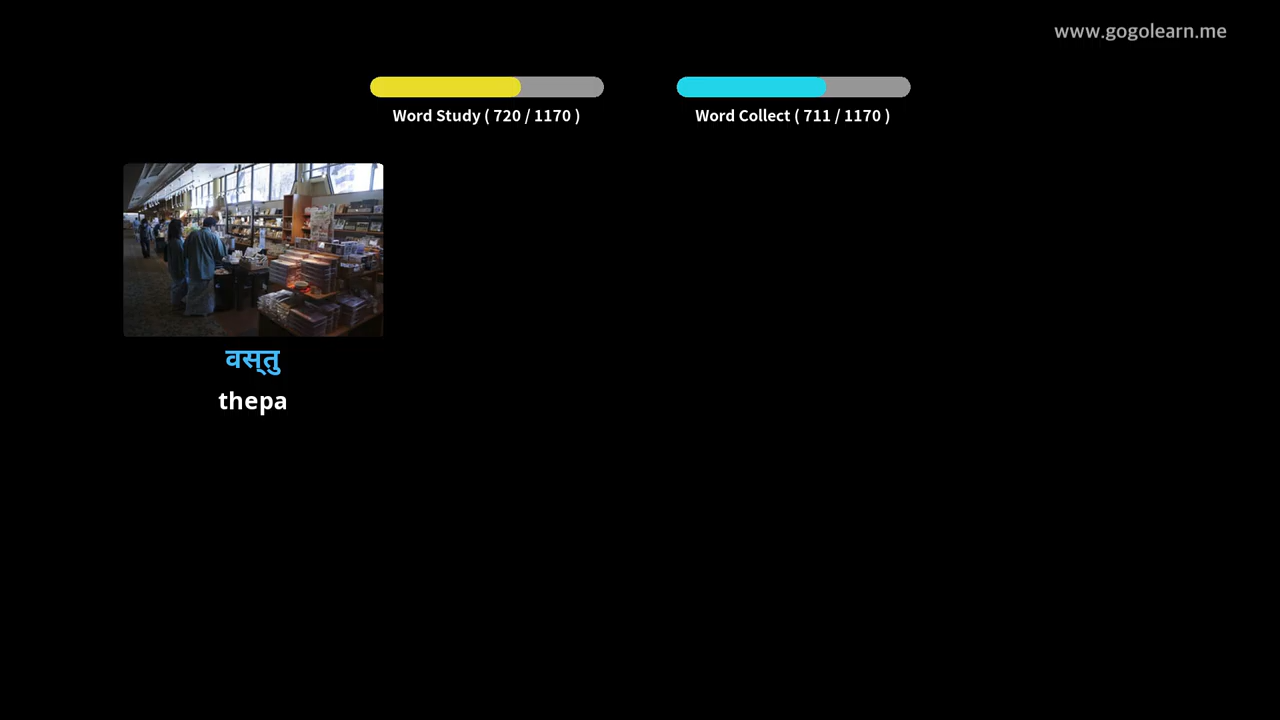 www.gogolearn.me
Word Study ( 720 / 1170 )
Word Collect ( 711 / 1170 )
वस्तु
thepa